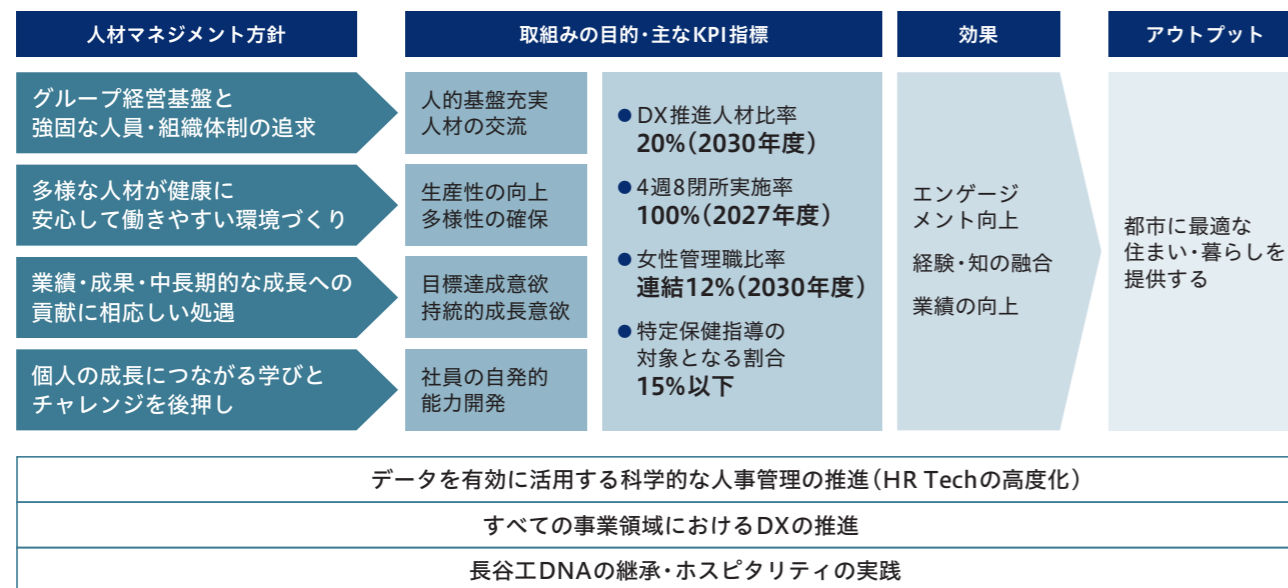 人材マネジメント方針
取組みの目的・主なKPI指標
効果
アウトプット
グループ経営基盤と
強固な人員・組織体制の追求
多様な人材が健康に
安心して働きやすい環境づくり
業績・成果・中長期的な成長への
貢献に相応しい処遇
個人の成長につながる学びと
チャレンジを後押し
人的基盤充実
人材の交流
生産性の向上
多様性の確保
目標達成意欲
持続的成長意欲
社員の自発的
能力開発
●DX推進人材比率
20%(2030年度)
●4週8閉所実施率
100%(2027年度)
●女性管理職比率
連結12%(2030年度)
●特定保健指導の
対象となる割合
15%以下
エンゲージ
メント向上
経験・知の融合
業績の向上
都市に最適な
住まい・暮らしを
提供する
データを有効に活用する科学的な人事管理の推進(HR Techの高度化)
すべての事業領域におけるDXの推進
長谷工DNAの継承・ホスピタリティの実践